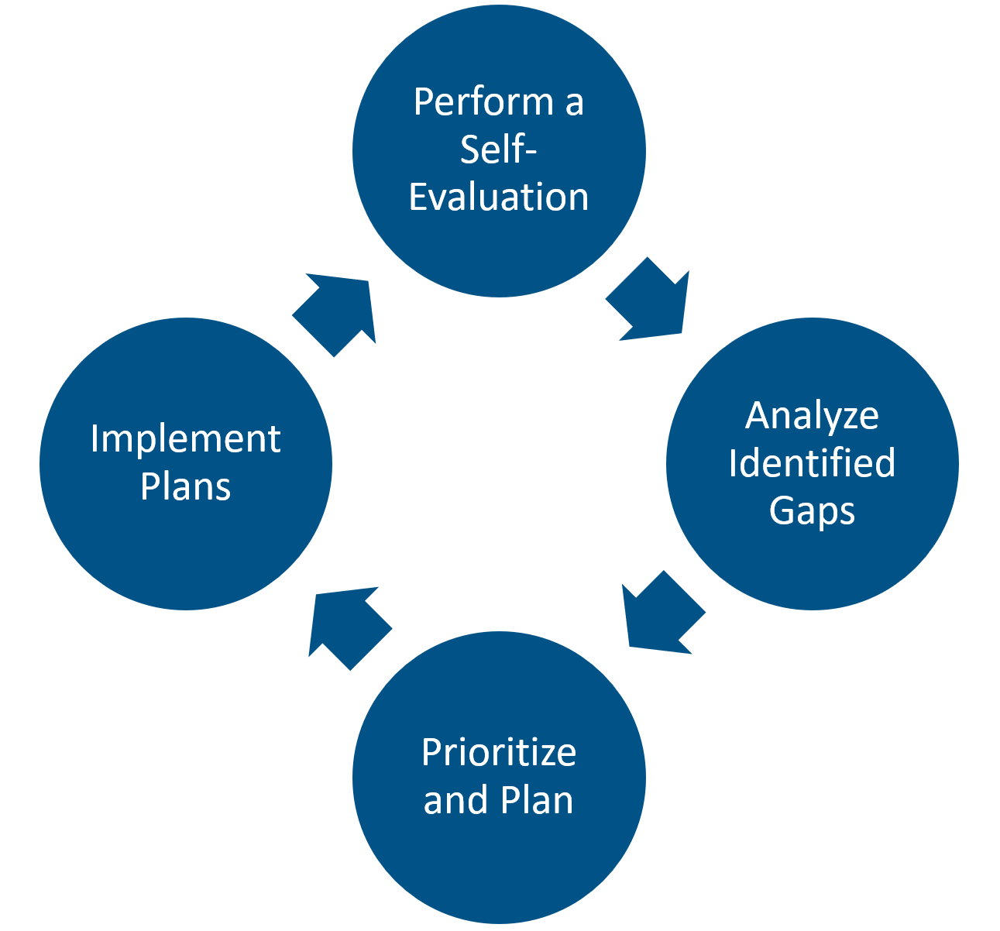 Perform a
Self-
Evaluation
Analyze
Identified
Gaps
Prioritize
and Plan
Implement
Plans